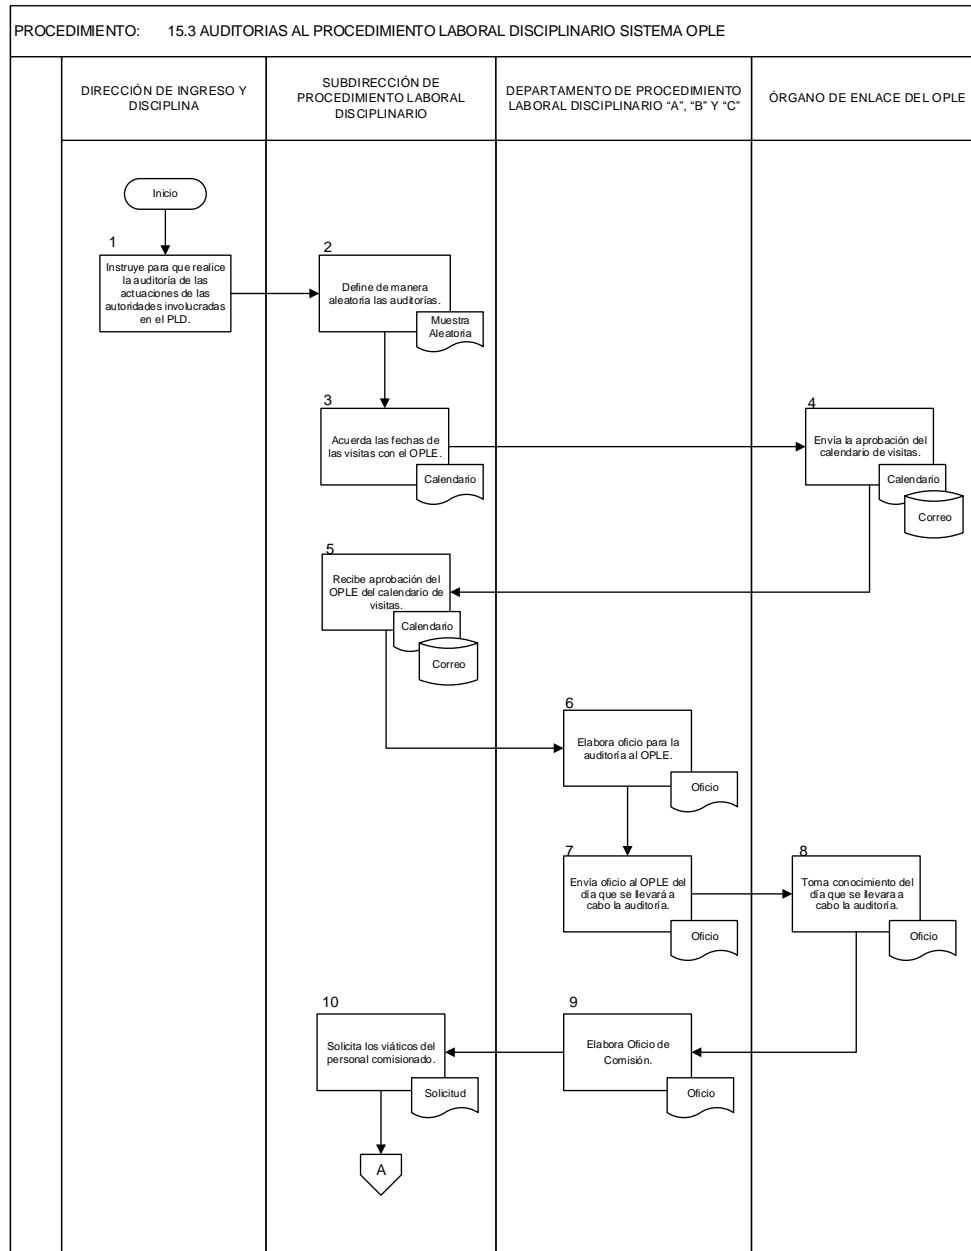 PROCEDIMIENTO: 15.3 AUDITORIAS AL PROCEDIMIENTO LABORAL DISCIPLINARIO SISTEMA OPLE
DIRECCIÓN DE INGRESO Y
DISCIPLINA
SUBDIRECCIÓN DE
PROCEDIMIENTO LABORAL
DISCIPLINARIO
DEPARTAMENTO DE PROCEDIMIENTO
LABORAL DISCIPLINARIO “A”, “B” Y “C”
ÓRGANO DE ENLACE DEL OPLE
Inicio
1
Instruye para que realice
la auditoría de las
actuaciones de las
autoridades involucradas
en el PLD.
2
Define de manera
aleatoria las auditorías.
Muestra
Aleatoria
3
Acuerda las fechas de
las visitas con el OPLE.
Calendario
4
Envía la aprobación del
calendario de visitas.
Calendario
Correo
5
Recibe aprobación del
OPLE del calendario de
visitas.
Calendario
Correo
6
Elabora oficio para la
auditoría al OPLE.
Oficio
7
Envía oficio al OPLE del
día que se llevará a
cabo la auditoría.
Oficio
8
Toma conocimiento del
día que se llevara a
cabo la auditoría.
Oficio
9
Elabora Oficio de
Comisión.
Oficio
10
Solicita los viáticos del
personal comisionado.
Solicitud
A